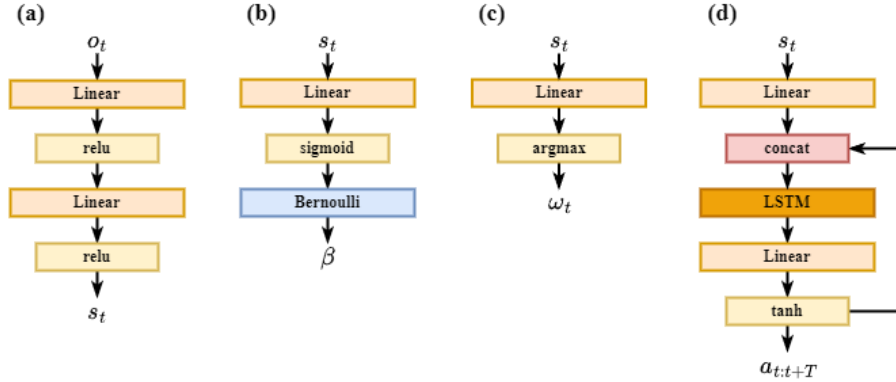 (a)
o_t
Linear
relu
Linear
relu
s_t
(b)
s_t
Linear
sigmoid
Bernoulli
β
(c)
s_t
Linear
argmax
ω_t
(d)
s_t
Linear
concat
LSTM
Linear
tanh
a_{t:t+T}